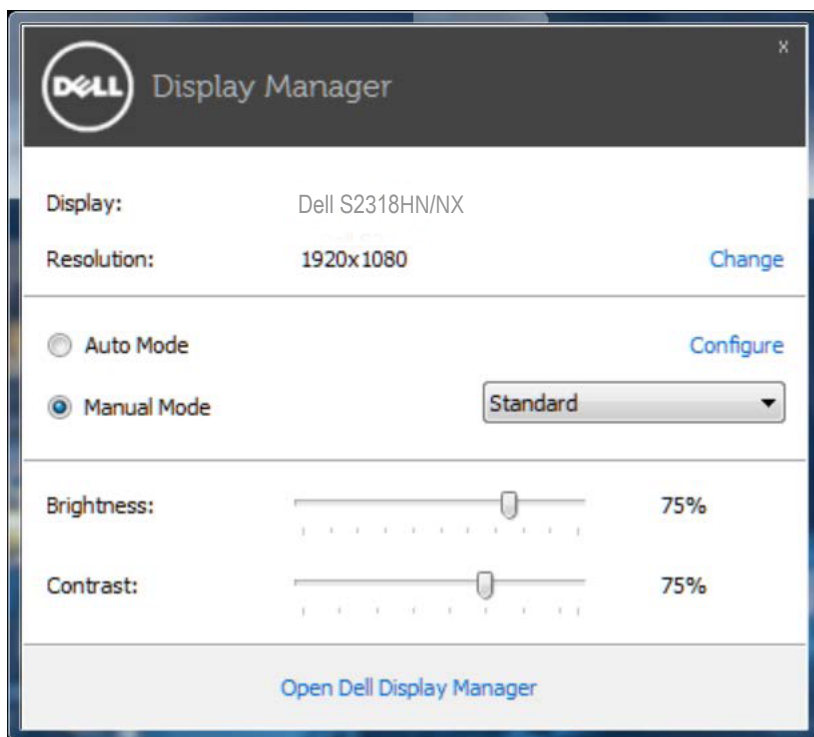 x
DELL Display Manager
Display: Dell S2318HN/NX
Resolution: 1920x1080 Change
Auto Mode Configure
Manual Mode Standard
Brightness: 75%
Contrast: 75%
Open Dell Display Manager